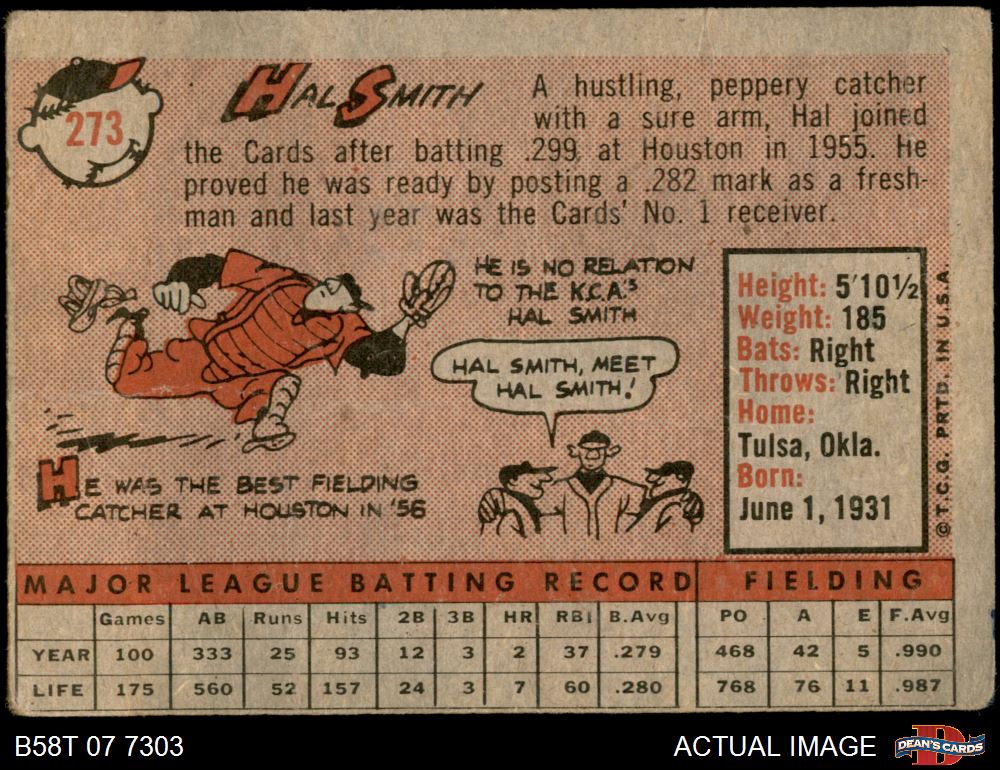 273
HAL SMITH
A hustling, peppery catcher
with a sure arm, Hal joined
the Cards after batting .299 at Houston in 1955. He
proved he was ready by posting a .282 mark as a fresh-
man and last year was the Cards' No. 1 receiver.
HE IS NO RELATION
TO THE K.C.A.'S
HAL SMITH
HAL SMITH, MEET
HAL SMITH!
HE WAS THE BEST FIELDING
CATCHER AT HOUSTON IN '56
Height: 5'10½
Weight: 185
Bats: Right
Throws: Right
Home:
Tulsa, Okla.
Born:
June 1, 1931
© T.C.G. PRTD. IN U.S.A.
MAJOR LEAGUE BATTING RECORD FIELDING
Games AB Runs Hits 2B 3B HR RBI B.Avg PO A E F.Avg
YEAR 100 333 25 93 12 3 2 37 .279 468 42 5 .990
LIFE 175 560 52 157 24 3 7 60 .280 768 76 11 .987
B58T 07 7303 ACTUAL IMAGE
D
DEAN'S CARDS